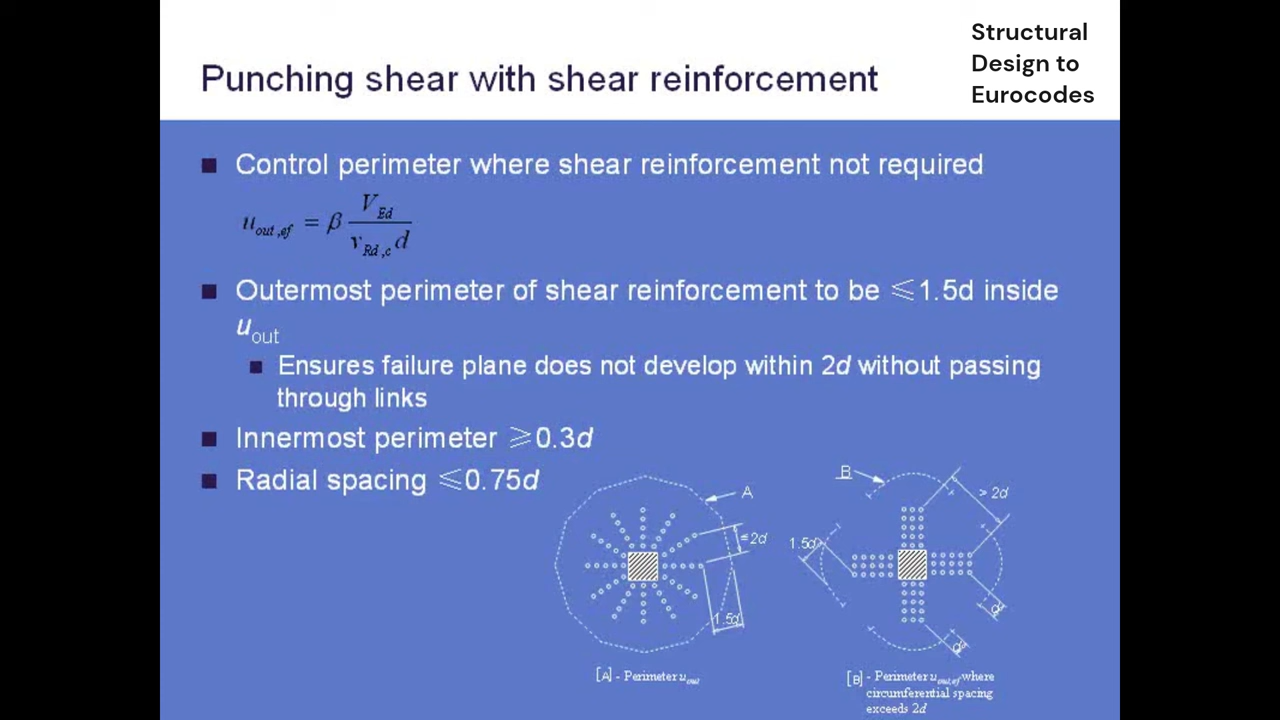 Structural
Design to
Eurocodes
Punching shear with shear reinforcement
■ Control perimeter where shear reinforcement not required
u_out,ef = β V_Ed / (v_Rd,c d)
■ Outermost perimeter of shear reinforcement to be ≤1.5d inside
u_out
■ Ensures failure plane does not develop within 2d without passing
through links
■ Innermost perimeter ≥0.3d
■ Radial spacing ≤0.75d
A
≤2d
1.5d
B
> 2d
1.5d
d
d
[A] - Perimeter u_out
[B] - Perimeter u_out,ef where
circumferential spacing
exceeds 2d